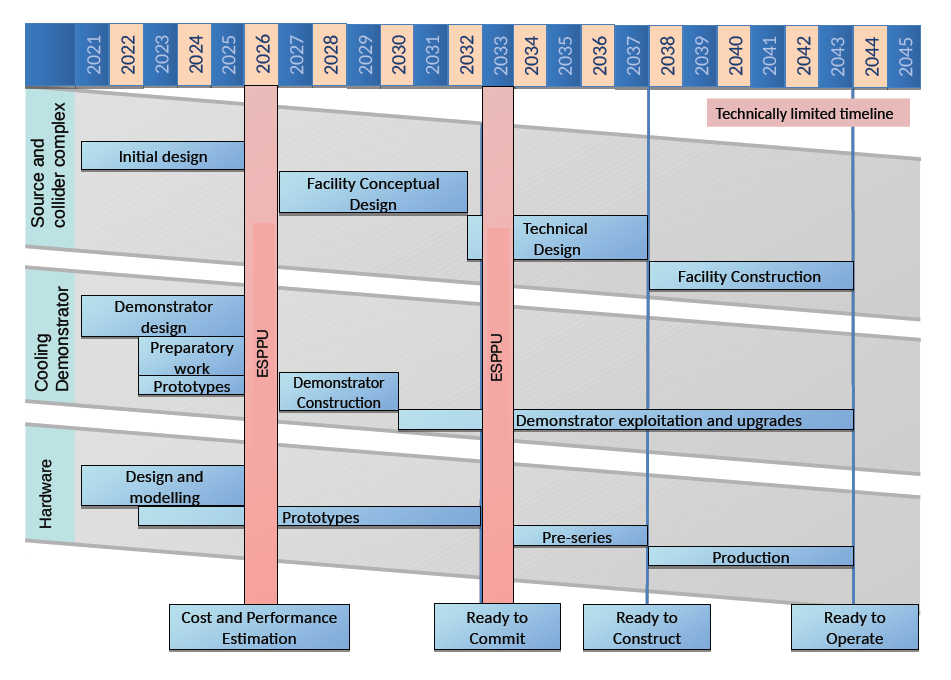 2021 2022 2023 2024 2025 2026 2027 2028 2029 2030 2031 2032 2033 2034 2035 2036 2037 2038 2039 2040 2041 2042 2043 2044 2045
Technically limited timeline
Source and
collider complex
Initial design
Facility Conceptual
Design
Technical
Design
Facility Construction
Cooling
Demonstrator
Demonstrator
design
Preparatory
work
Prototypes
ESPPU
ESPPU
Demonstrator
Construction
Demonstrator exploitation and upgrades
Hardware
Design and
modelling
Prototypes
Pre-series
Production
Cost and Performance
Estimation
Ready to
Commit
Ready to
Construct
Ready to
Operate